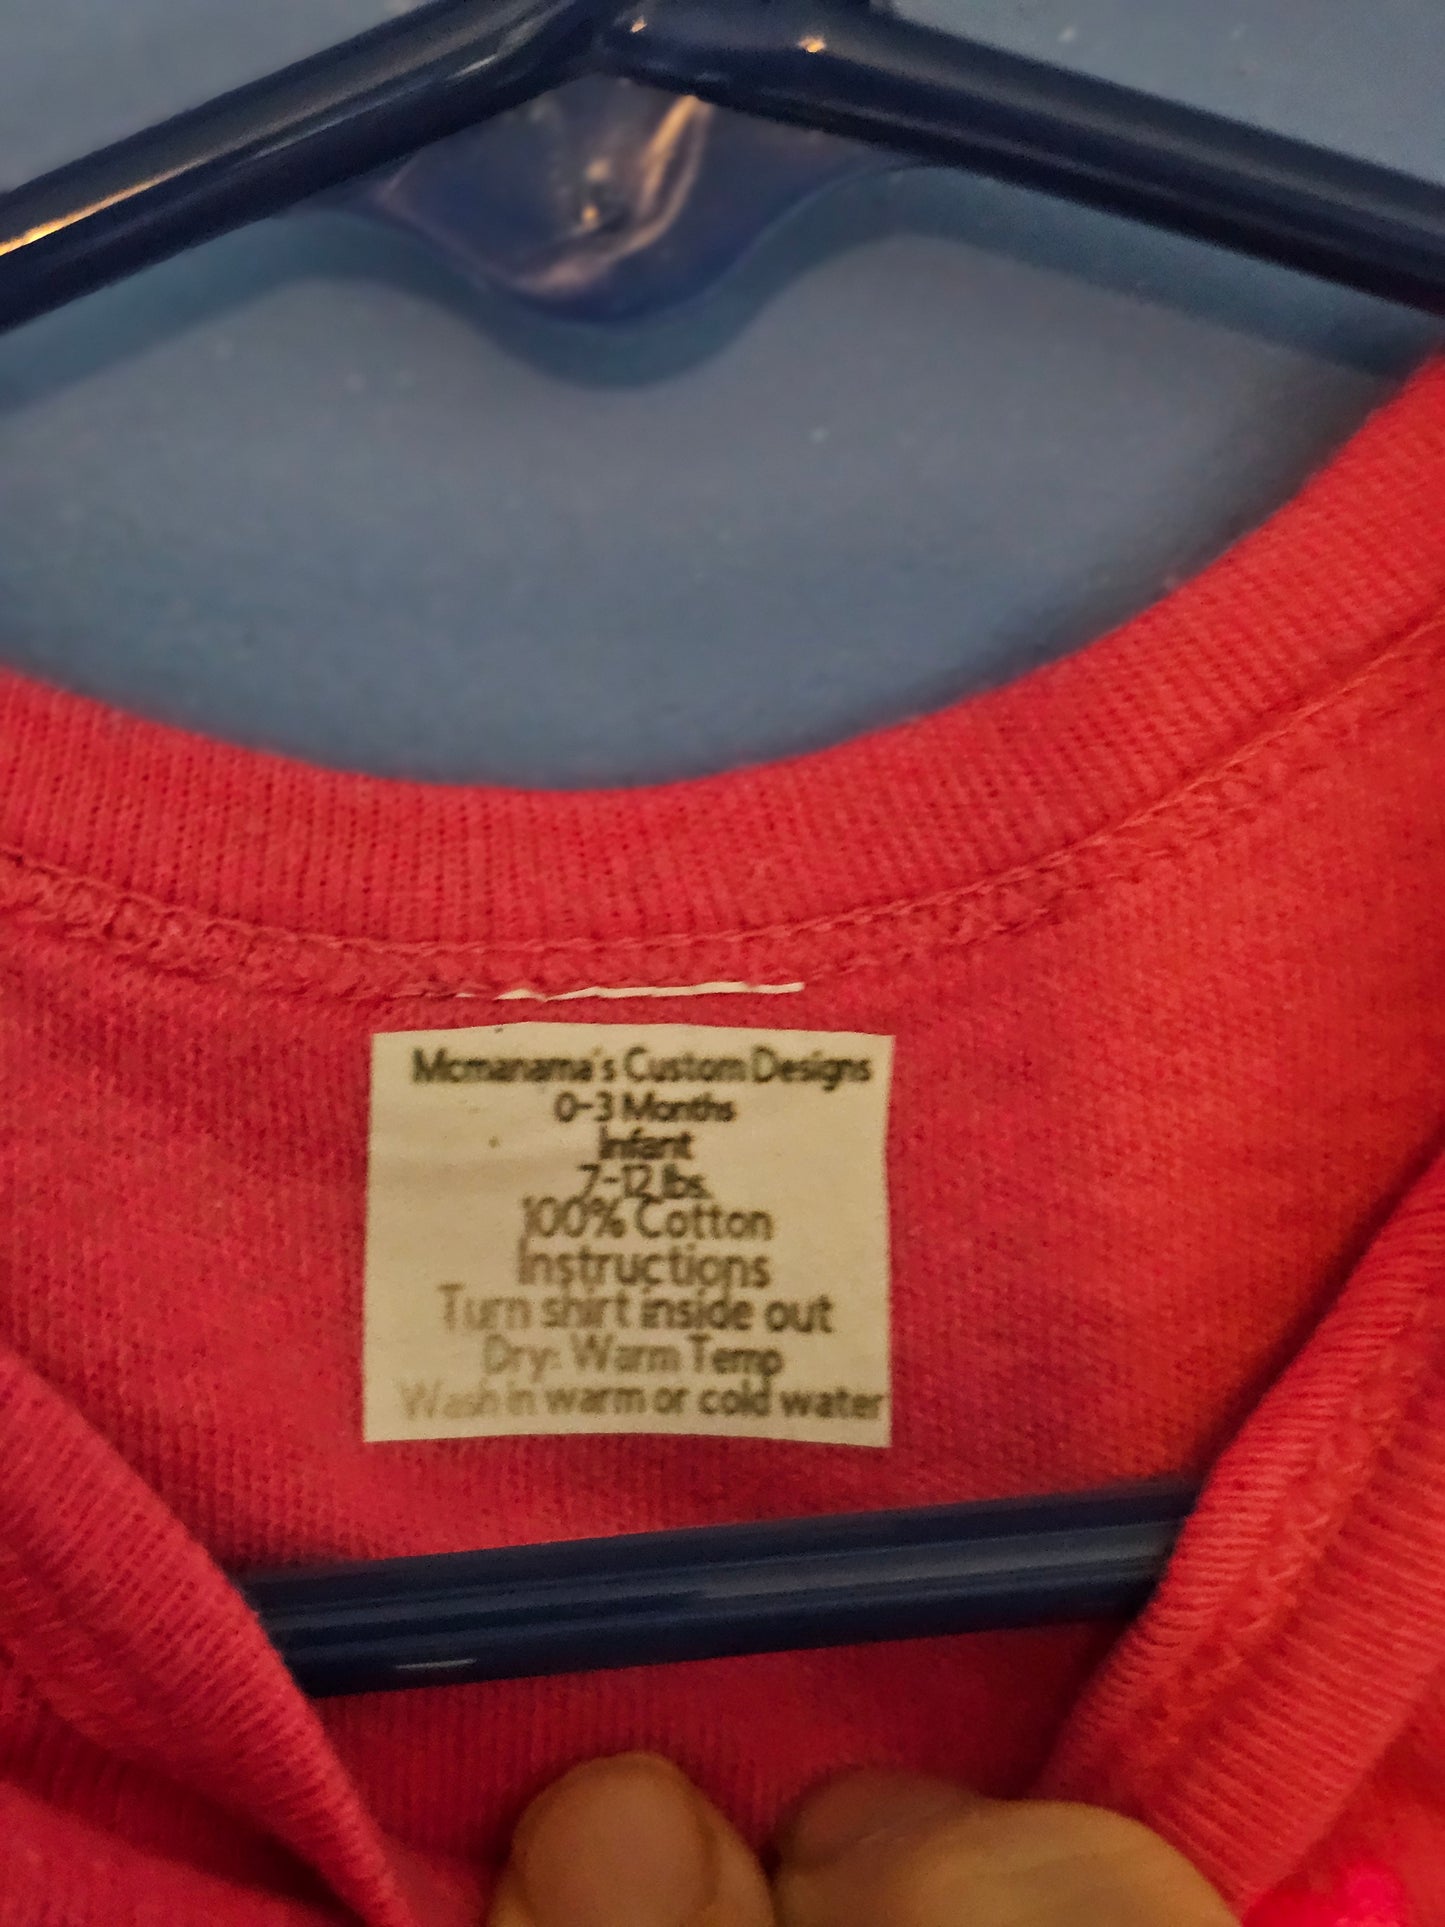 Mcmanama's Custom Designs
0-3 Months
Infant
7-12 lbs.
100% Cotton
Instructions
Turn shirt inside out
Dry: Warm Temp
Wash in warm or cold water